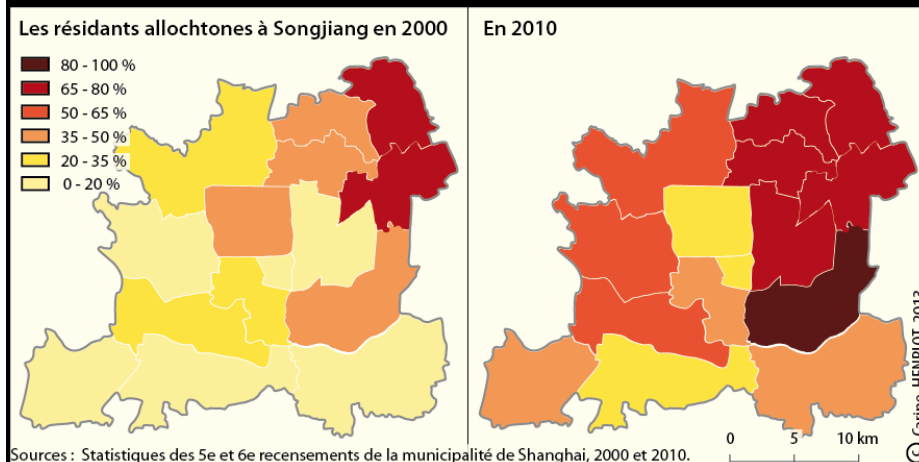 Les résidants allochtones à Songjiang en 2000
80 - 100 %
65 - 80 %
50 - 65 %
35 - 50 %
20 - 35 %
0 - 20 %
En 2010
0 5 10 km
Sources : Statistiques des 5e et 6e recensements de la municipalité de Shanghai, 2000 et 2010.
© Carine HENRIOT 2013